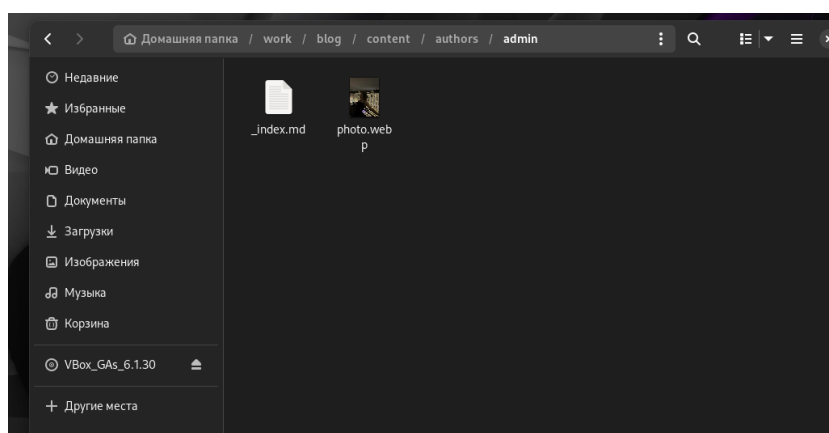 Домашняя папка / work / blog / content / authors / admin
Недавние
Избранные
Домашняя папка
Видео
Документы
Загрузки
Изображения
Музыка
Корзина
VBox_GAs_6.1.30
Другие места
_index.md
photo.web
p